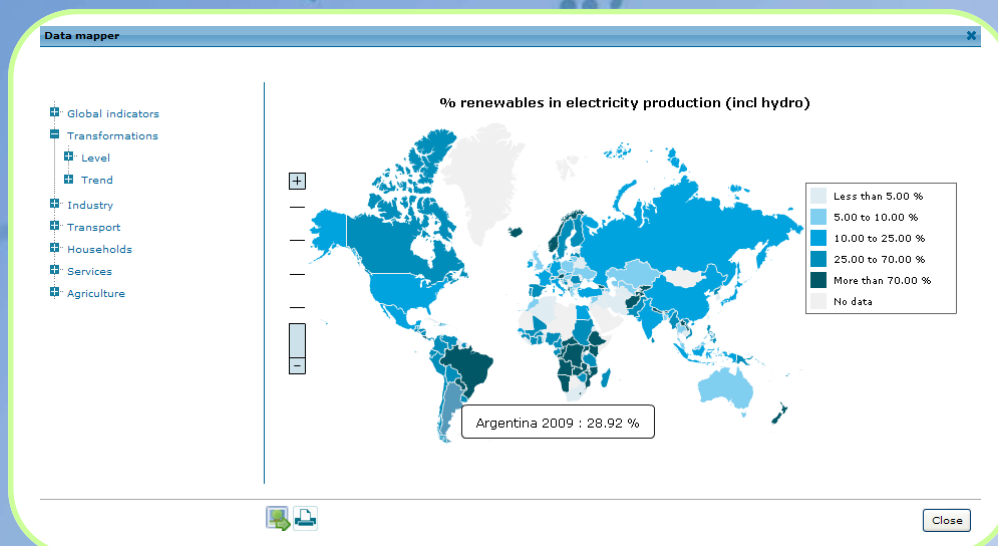 Data mapper
Global indicators
Transformations
Level
Trend
Industry
Transport
Households
Services
Agriculture
% renewables in electricity production (incl hydro)
Less than 5.00 %
5.00 to 10.00 %
10.00 to 25.00 %
25.00 to 70.00 %
More than 70.00 %
No data
Argentina 2009 : 28.92 %
Close